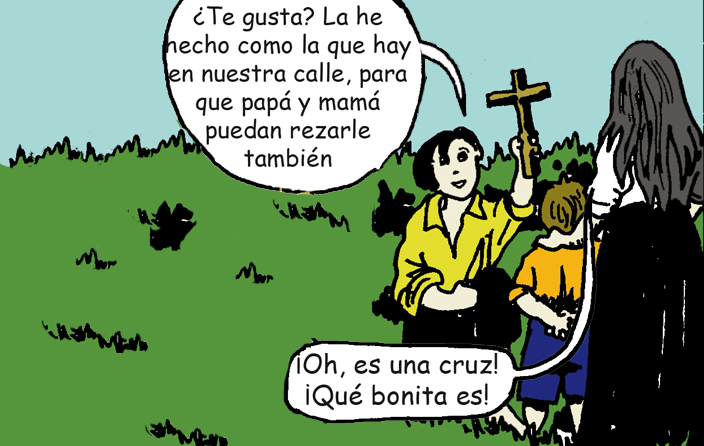 ¿Te gusta? La he
hecho como la que hay
en nuestra calle, para
que papá y mamá
puedan rezarle
también
¡Oh, es una cruz!
¡Qué bonita es!